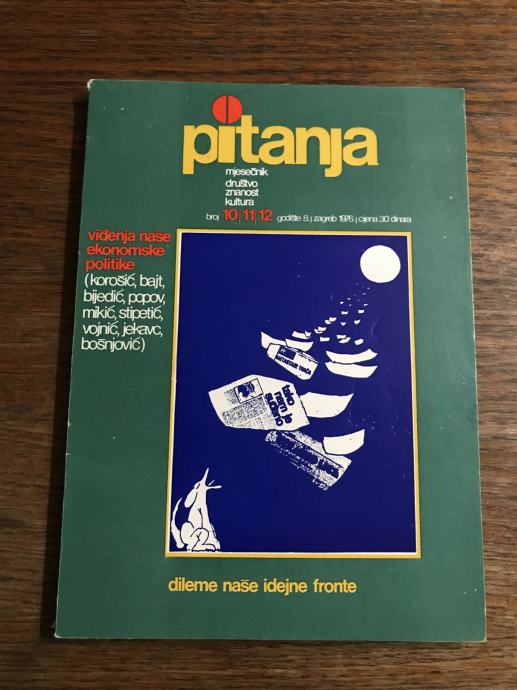 pitanja
mjesečnik
društvo
znanost
kultura
broj 10|11|12 godište 8.| zagreb 1976.| cijena 30 dinara
viđenja naše
ekonomske
politike
(korošić, bajt,
bijedić, popov,
mikić, stipetić,
vojnić, jekavc,
bošnjović)
dileme naše idejne fronte